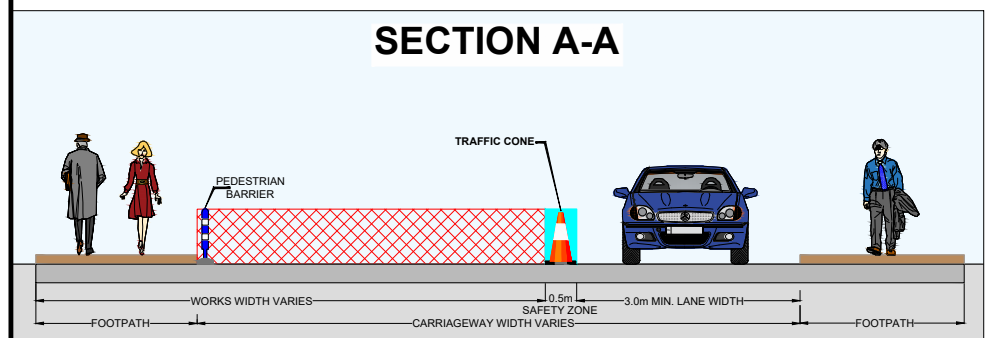 SECTION A-A
TRAFFIC CONE
PEDESTRIAN
BARRIER
WORKS WIDTH VARIES
0.5m
SAFETY ZONE
3.0m MIN. LANE WIDTH
FOOTPATH
CARRIAGEWAY WIDTH VARIES
FOOTPATH